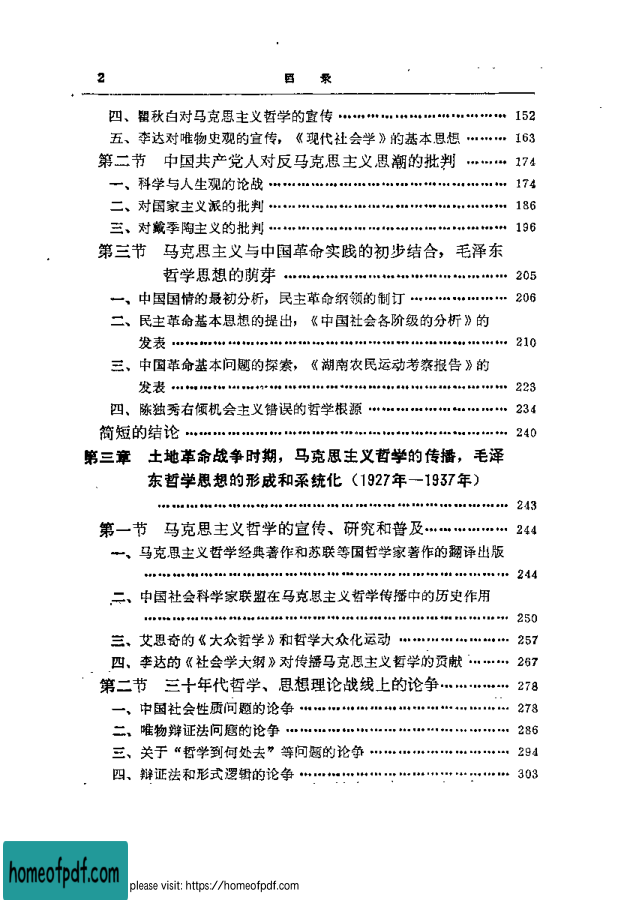 2 目 录
四、瞿秋白对马克思主义哲学的宣传 …… 152
五、李达对唯物史观的宣传，《现代社会学》的基本思想 …… 163
第二节 中国共产党人对反马克思主义思潮的批判 …… 174
一、科学与人生观的论战 …… 174
二、对国家主义派的批判 …… 186
三、对戴季陶主义的批判 …… 196
第三节 马克思主义与中国革命实践的初步结合，毛泽东
哲学思想的萌芽 …… 205
一、中国国情的最初分析，民主革命纲领的制订 …… 206
二、民主革命基本思想的提出，《中国社会各阶级的分析》的
发表 …… 210
三、中国革命基本问题的探索，《湖南农民运动考察报告》的
发表 …… 223
四、陈独秀右倾机会主义错误的哲学根源 …… 234
简短的结论 …… 240
第三章 土地革命战争时期，马克思主义哲学的传播，毛泽
东哲学思想的形成和系统化（1927年—1937年）
…… 243
第一节 马克思主义哲学的宣传、研究和普及 …… 244
一、马克思主义哲学经典著作和苏联等国哲学家著作的翻译出版
…… 244
二、中国社会科学家联盟在马克思主义哲学传播中的历史作用
…… 250
三、艾思奇的《大众哲学》和哲学大众化运动 …… 257
四、李达的《社会学大纲》对传播马克思主义哲学的贡献 …… 267
第二节 三十年代哲学、思想理论战线上的论争 …… 278
一、中国社会性质问题的论争 …… 278
二、唯物辩证法问题的论争 …… 286
三、关于“哲学到何处去”等问题的论争 …… 294
四、辩证法和形式逻辑的论争 …… 303
homeofpdf.com
please visit: https://homeofpdf.com